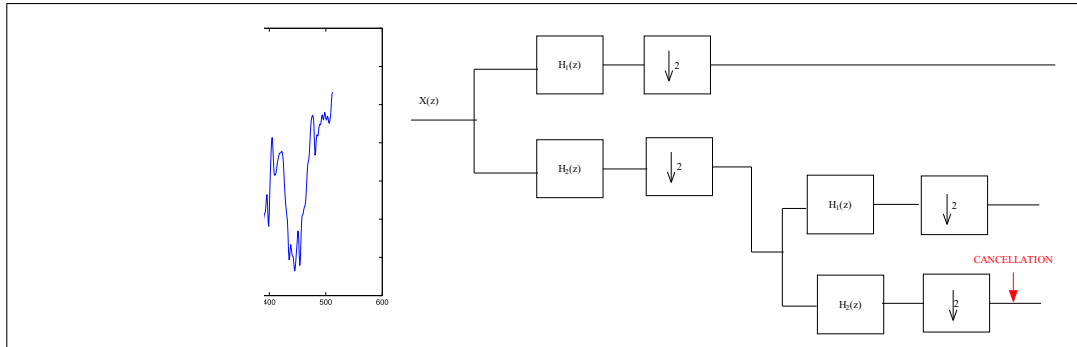 H₁(z)
↓2
X(z)
H₂(z)
↓2
H₁(z)
↓2
CANCELLATION
H₂(z)
↓2
400 500 600